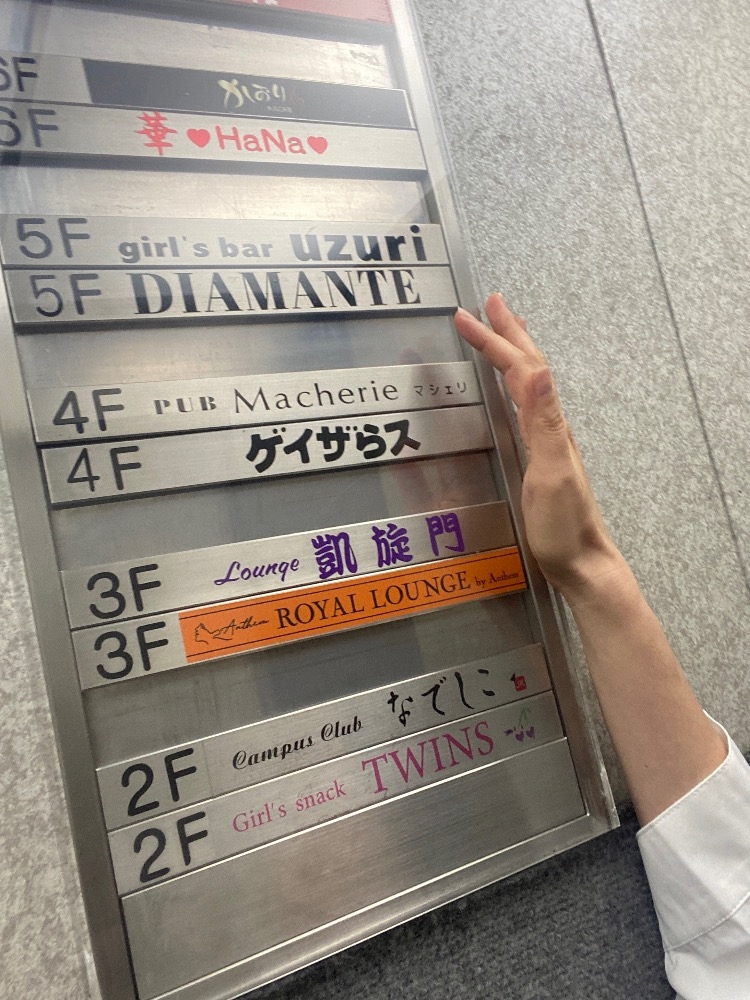 6F かおり KAORI
6F 華♥HaNa♥
5F girl's bar uzuri
5F DIAMANTE
4F PUB Macherie マシェリ
4F ゲイザらス
3F Lounge 凱旋門
3F Anthem ROYAL LOUNGE by Anthem
2F Campus Club なでしこ
2F Girl's snack TWINS